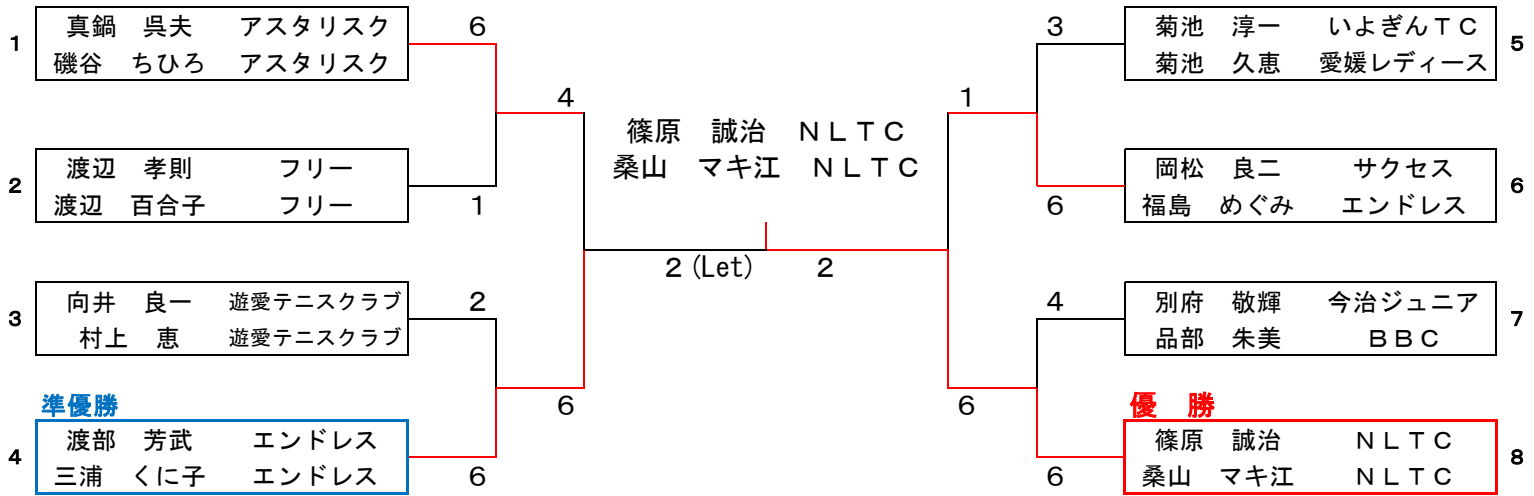 1
真鍋　呉夫　アスタリスク
磯谷　ちひろ　アスタリスク
6
2
渡辺　孝則　フリー
渡辺　百合子　フリー
1
4
3
向井　良一　遊愛テニスクラブ
村上　恵　遊愛テニスクラブ
2
準優勝
4
渡部　芳武　エンドレス
三浦　くに子　エンドレス
6
6
篠原　誠治　ＮＬＴＣ
桑山　マキ江　ＮＬＴＣ
2 (Let)　2
3
菊池　淳一　いよぎんＴＣ
菊池　久恵　愛媛レディース
5
1
6
岡松　良二　サクセス
福島　めぐみ　エンドレス
6
4
別府　敬輝　今治ジュニア
品部　朱美　ＢＢＣ
7
6
優　勝
6
篠原　誠治　ＮＬＴＣ
桑山　マキ江　ＮＬＴＣ
8